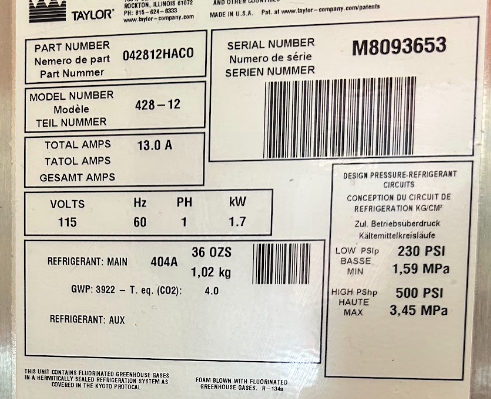 TAYLOR®
ROCKTON, ILLINOIS 61072
PH: 815-624-8333
www.taylor-company.com
AND OTHER COUNTRIES
MADE IN U.S.A. Pat. at www.taylor-company.com/patents
PART NUMBER
Nemero de part
Part Nummer
042812HAC0
SERIAL NUMBER
Numero de série
SERIEN NUMMER
M8093653
MODEL NUMBER
Modèle
TEIL NUMMER
428-12
TOTAL AMPS
TATOL AMPS
GESAMT AMPS
13.0 A
VOLTS Hz PH kW
115 60 1 1.7
REFRIGERANT: MAIN 404A 36 OZS
1,02 kg
GWP: 3922 - T. eq. (CO2): 4.0
REFRIGERANT: AUX
DESIGN PRESSURE-REFRIGERANT
CIRCUITS
CONCEPTION DU CIRCUIT DE
REFRIGERATION KG/CM²
Zul. Betriebsüberdruck
Kältemittelkreisläufe
LOW PSIp 230 PSI
BASSE
MIN 1,59 MPa
HIGH PShp 500 PSI
HAUTE
MAX 3,45 MPa
THIS UNIT CONTAINS FLUORINATED GREENHOUSE GASES
IN A HERMETICALLY SEALED REFRIGERATION SYSTEM AS
COVERED IN THE KYOTO PROTOCAL
FOAM BLOWN WITH FLUORINATED
GREENHOUSE GASES. R-134a